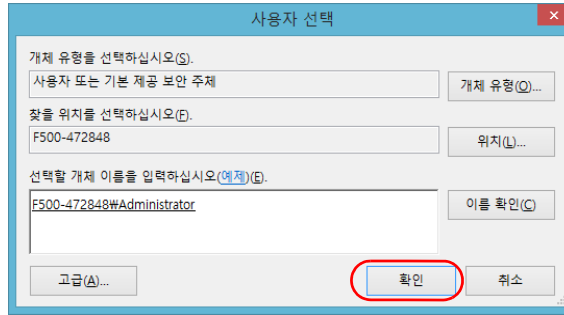 사용자 선택
개체 유형을 선택하십시오(S).
사용자 또는 기본 제공 보안 주체
개체 유형(O)...
찾을 위치를 선택하십시오(F).
F500-472848
위치(L)...
선택할 개체 이름을 입력하십시오(예제)(E).
F500-472848₩Administrator
이름 확인(C)
고급(A)...
확인
취소